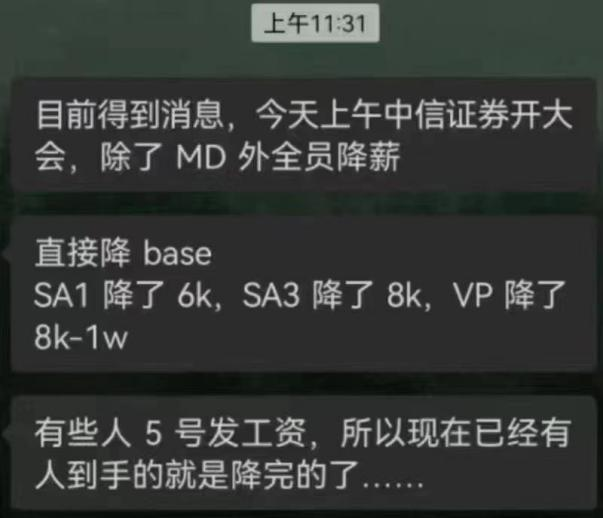 上午11:31
目前得到消息，今天上午中信证券开大
会，除了 MD 外全员降薪
直接降 base
SA1 降了 6k，SA3 降了 8k，VP 降了
8k-1w
有些人 5 号发工资，所以现在已经有
人到手的就是降完的了......